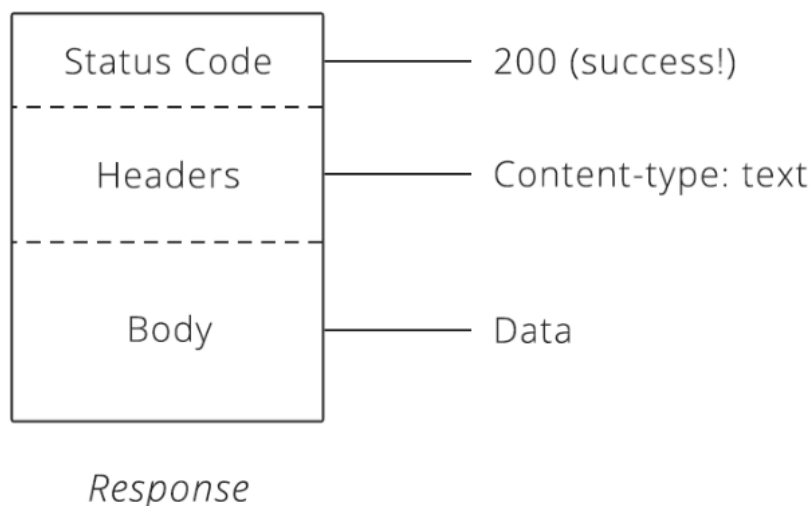 Status Code
200 (success!)
Headers
Content-type: text
Body
Data
Response